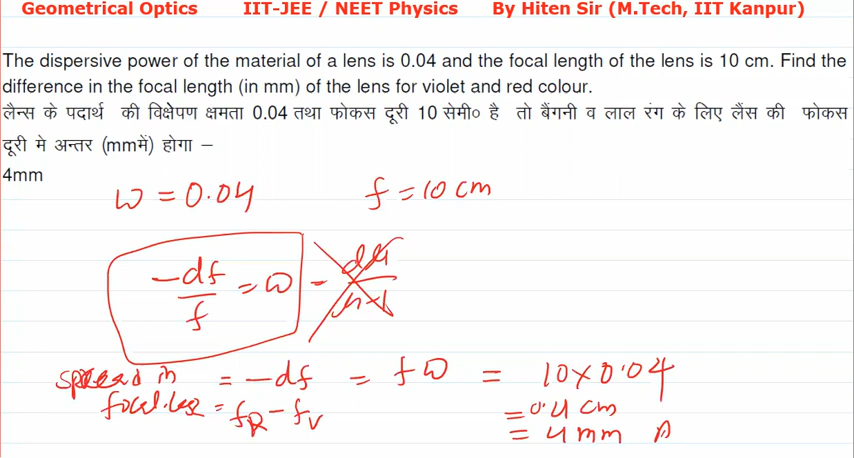 Geometrical Optics IIT-JEE / NEET Physics By Hiten Sir (M.Tech, IIT Kanpur)
The dispersive power of the material of a lens is 0.04 and the focal length of the lens is 10 cm. Find the
difference in the focal length (in mm) of the lens for violet and red colour.
लैन्स के पदार्थ की विक्षेपण क्षमता 0.04 तथा फोकस दूरी 10 सेमी० है तो बैंगनी व लाल रंग के लिए लैंस की फोकस
दूरी मे अन्तर (mmमें) होगा –
4mm
ω = 0.04 f = 10 cm
-df/f = ω =
spread in = -df = fω = 10×0.04
focal = f_R - f_V = 0.4 cm
= 4 mm